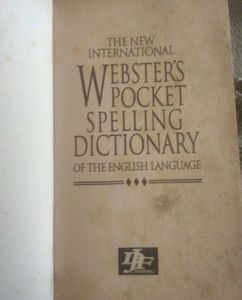 THE NEW
INTERNATIONAL
WEBSTER'S
POCKET
SPELLING
DICTIONARY
OF THE ENGLISH LANGUAGE